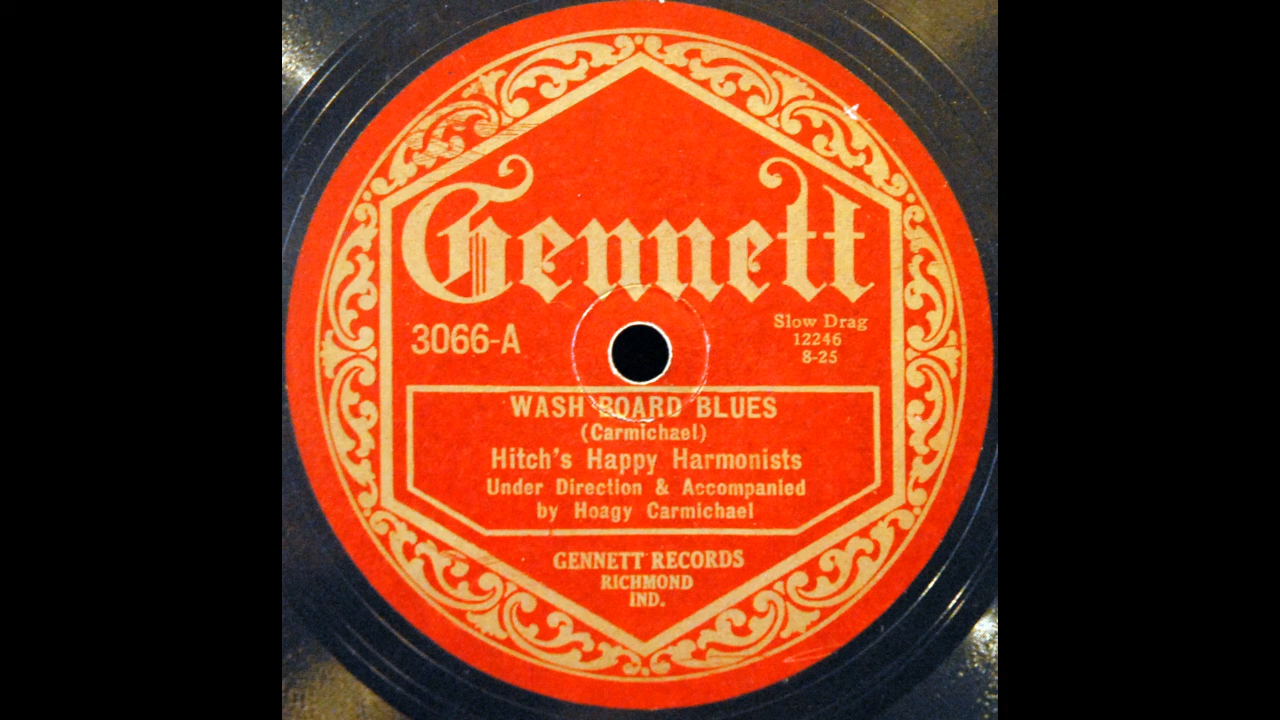 Gennett
3066-A
Slow Drag
12246
8-25
WASH BOARD BLUES
(Carmichael)
Hitch's Happy Harmonists
Under Direction & Accompanied
by Hoagy Carmichael
GENNETT RECORDS
RICHMOND
IND.